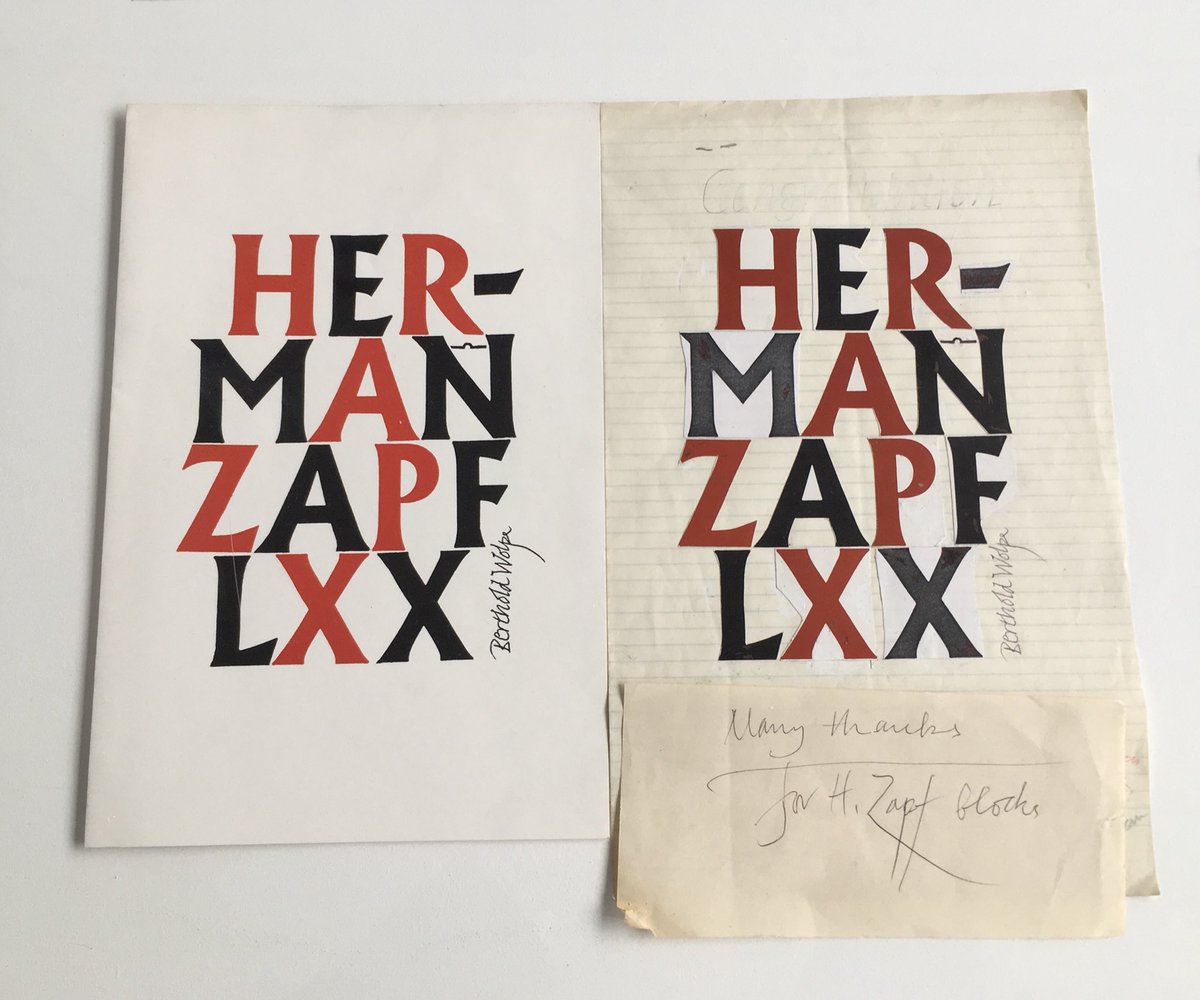 HER-
MAN̄
ZAPF
LXX
Berthold Wolpe
HER-
MAN̄
ZAPF
LXX
Berthold Wolpe
Many thanks
for H. Zapf blocks